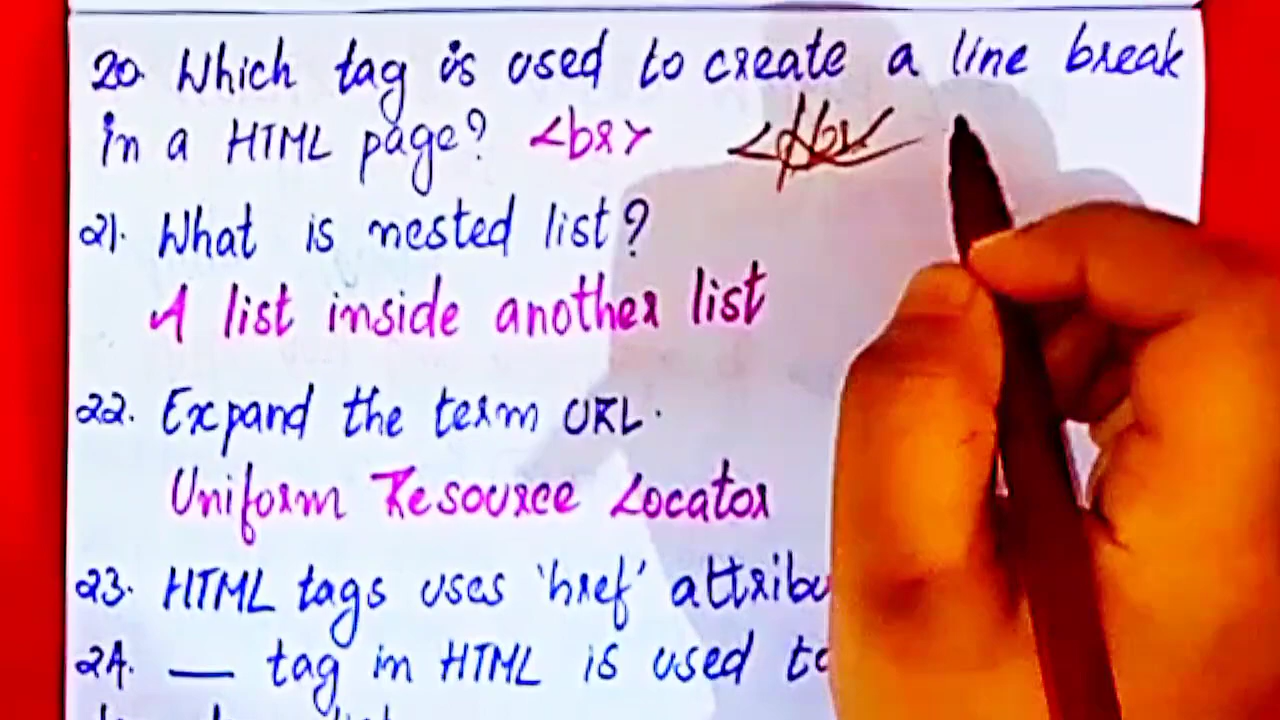 20. Which tag is used to create a line break
in a HTML page? <br>
21. What is nested list?
A list inside another list
22. Expand the term URL.
Uniform Resource Locator
23. HTML tags uses 'href' attribu
24. __ tag in HTML is used to